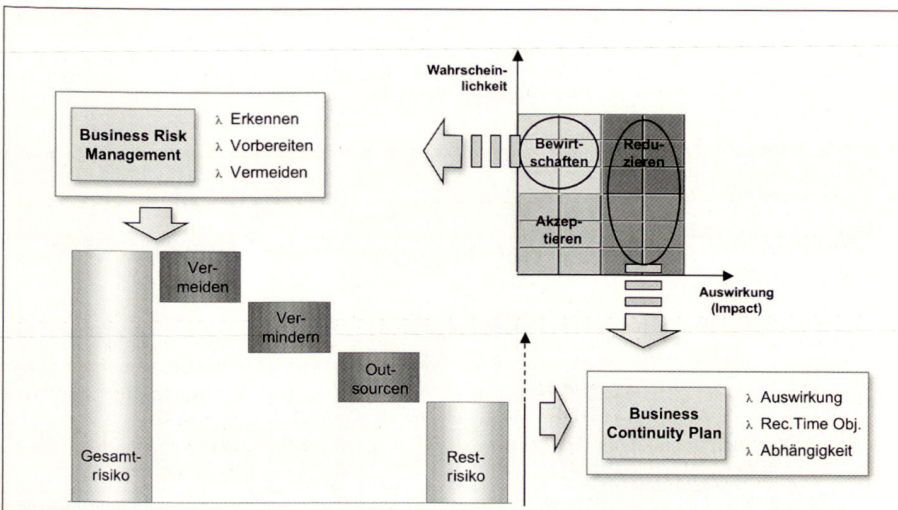 Wahrschein-
lichkeit
Business Risk
Management
λ Erkennen
λ Vorbereiten
λ Vermeiden
Bewirt-
schaften
Redu-
zieren
Akzep-
tieren
Auswirkung
(Impact)
Ver-
meiden
Ver-
mindern
Out-
sourcen
Gesamt-
risiko
Rest-
risiko
Business
Continuity Plan
λ Auswirkung
λ Rec.Time Obj.
λ Abhängigkeit